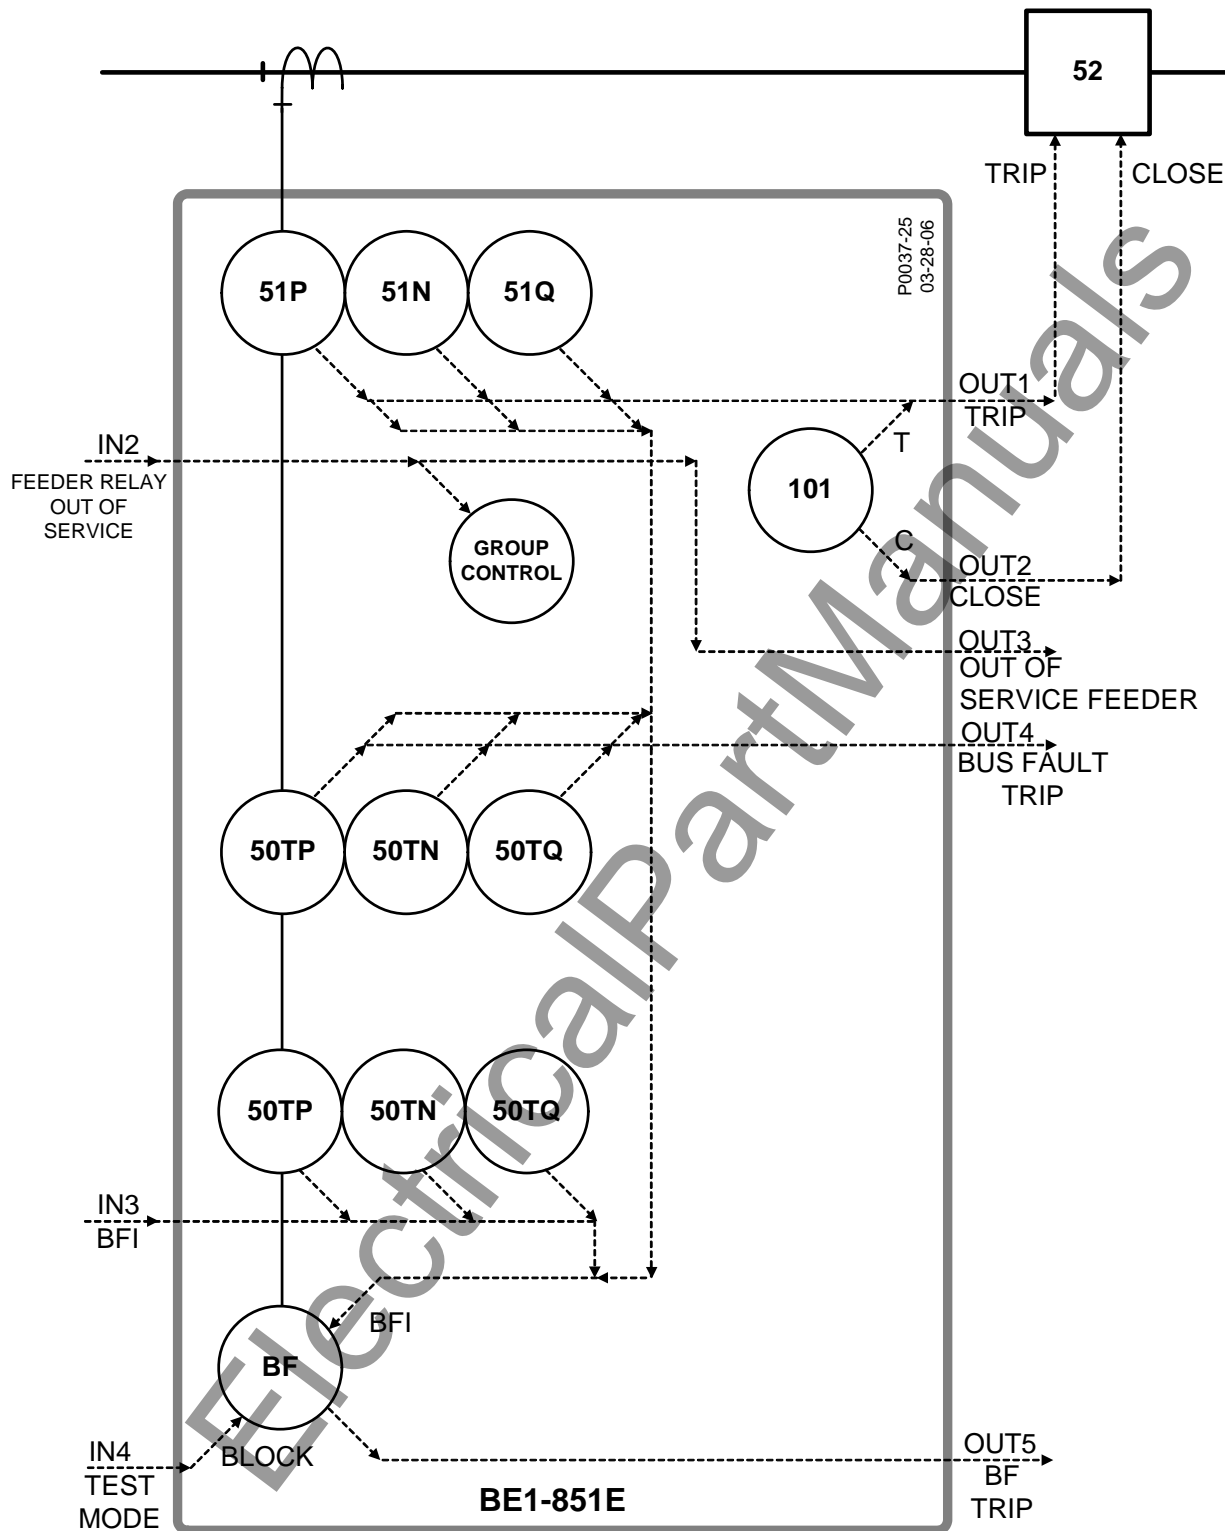 52
TRIP
CLOSE
P0037-25
03-28-06
51P
51N
51Q
OUT1
TRIP
IN2
FEEDER RELAY
OUT OF
SERVICE
T
101
C
GROUP
CONTROL
OUT2
CLOSE
OUT3
OUT OF
SERVICE FEEDER
OUT4
BUS FAULT
TRIP
50TP
50TN
50TQ
50TP
50TN
50TQ
IN3
BFI
BFI
BF
IN4
TEST
MODE
BLOCK
OUT5
BF
TRIP
BE1-851E
ElectricalPartManuals